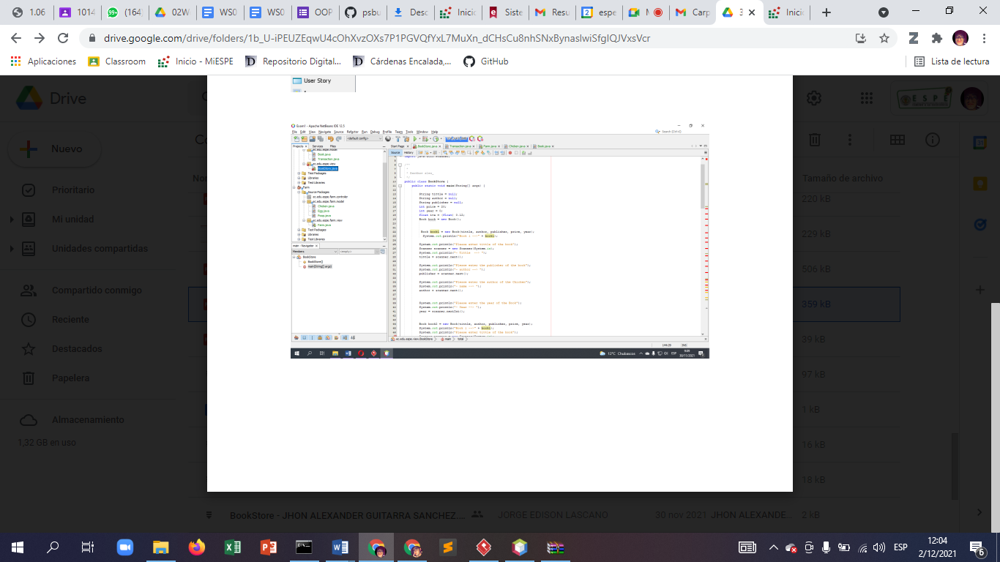 1.06
1014
(164)
02W
WS0
WS0
OOP
psbu
Desc
Inicio
Siste
Resu
espe
M
Carp
3
Inicio
drive.google.com/drive/folders/1b_U-iPEUZEqwU4cOhXvzOXs7P1PGVQfYxL7MuXn_dCHsCu8nhSNxBynaslwiSfgIQJVxsVcr
Aplicaciones
Classroom
Inicio - MiESPE
Repositorio Digital...
Cárdenas Encalada,...
GitHub
Lista de lectura
Drive
ESPE
Nuevo
Prioritario
Mi unidad
Unidades compartidas
Compartido conmigo
Reciente
Destacados
Papelera
Almacenamiento
1,32 GB en uso
Tamaño de archivo
220 kB
229 kB
506 kB
359 kB
39 kB
97 kB
1 kB
16 kB
18 kB
User Story
Exam1 - Apache NetBeans IDE 12.5
File Edit View Navigate Source Refactor Run Debug Profile Team Tools Window Help
Search (Ctrl+I)
<default config>
Projects
Services
Files
ec.edu.espe.model
Book.java
Transaction.java
ec.edu.espe.view
BookStore.java
Test Packages
Libraries
Test Libraries
Farm
Source Packages
ec.edu.espe.farm.controller
ec.edu.espe.farm.model
Chicken.java
Egg.java
Poop.java
ec.edu.espe.farm.view
Farm.java
Test Packages
Libraries
Test Libraries
main - Navigator
Members
<empty>
BookStore
BookStore()
main(String[] args)
Start Page
BookStore.java
Transaction.java
Farm.java
Chicken.java
Book.java
Source
History
import java.util.Scanner;
/**
*
* @author alex_
*/
public class BookStore {
public static void main(String[] args) {
String tittle = null;
String author = null;
String publisher = null;
int price = 20;
int year = 0;
float iva = (float) 0.12;
Book book = new Book();
Book book1 = new Book(tittle, author, publisher, price, year);
System.out.println("Book 1 ==>" + book1);
System.out.println("Please enter tittle of the book");
Scanner scanner = new Scanner(System.in);
System.out.println("- Tittle --> ");
tittle = scanner.next();
System.out.println("Please enter the publisher of the book");
System.out.println("- author --> ");
publisher = scanner.next();
System.out.println("Please enter the author of the Chicken");
System.out.println("- name --> ");
author = scanner.next();
System.out.println("Please enter the year of the Book");
System.out.println("- Year --> ");
year = scanner.nextInt();
Book book2 = new Book(tittle, author, publisher, price, year);
System.out.println("Book 1 ==>" + book1);
System.out.println("Please enter tittle of the book");
ec.edu.espe.view.BookStore
main
total
144:29
INS
12°C Chubascos
ESP
9:59
30/11/2021
BookStore - JHON ALEXANDER GUITARRA SANCHEZ....
JORGE EDISON LASCANO
30 nov 2021 JHON ALEXANDE...
2 kB
ESP
12:04
2/12/2021
6